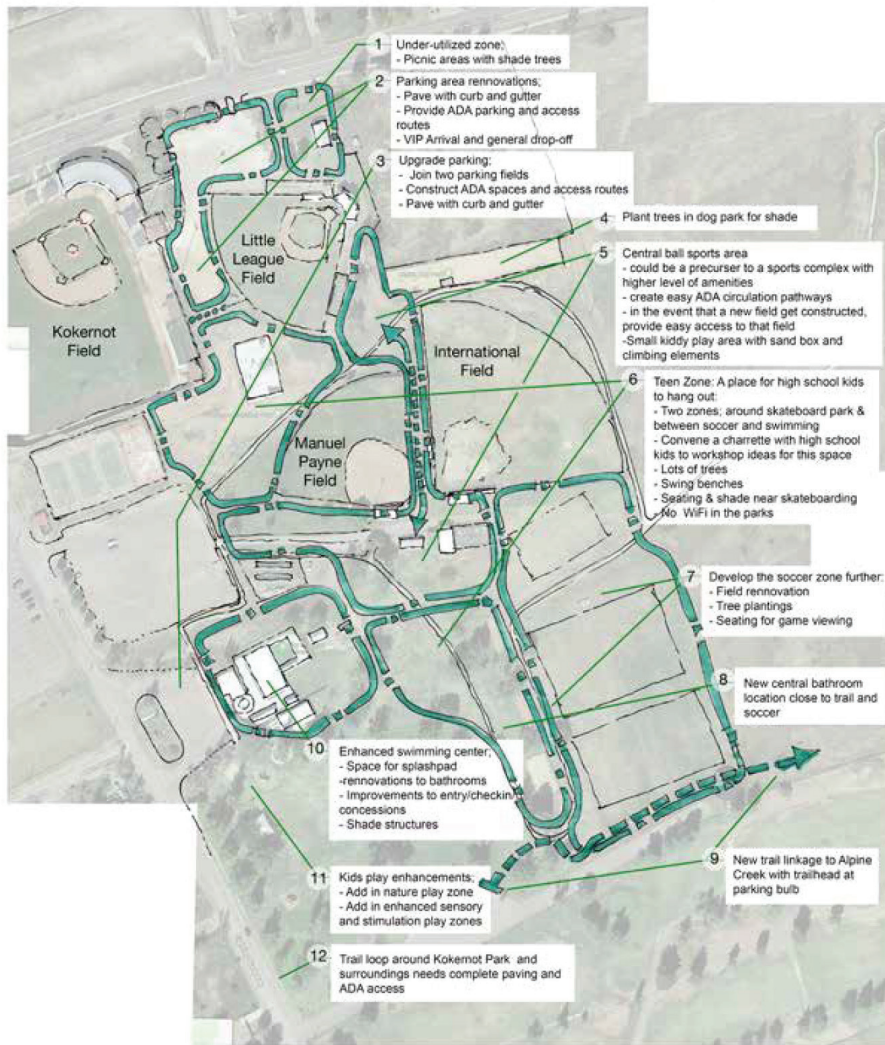 1 Under-utilized zone;
- Picnic areas with shade trees
2 Parking area rennovations;
- Pave with curb and gutter
- Provide ADA parking and access
routes
- VIP Arrival and general drop-off
3 Upgrade parking;
- Join two parking fields
- Construct ADA spaces and access routes
- Pave with curb and gutter
4 Plant trees in dog park for shade
5 Central ball sports area
- could be a precurser to a sports complex with
higher level of amenities
- create easy ADA circulation pathways
- in the event that a new field get constructed,
provide easy access to that field
-Small kiddy play area with sand box and
climbing elements
Little
League
Field
Kokernot
Field
International
Field
Manuel
Payne
Field
6 Teen Zone: A place for high school kids
to hang out:
- Two zones; around skateboard park &
between soccer and swimming
- Convene a charrette with high school
kids to workshop ideas for this space
- Lots of trees
- Swing benches
- Seating & shade near skateboarding
- No WiFi in the parks
7 Develop the soccer zone further:
- Field rennovation
- Tree plantings
- Seating for game viewing
8 New central bathroom
location close to trail and
soccer
9 New trail linkage to Alpine
Creek with trailhead at
parking bulb
10 Enhanced swimming center;
- Space for splashpad
-rennovations to bathrooms
- Improvements to entry/checkin/
concessions
- Shade structures
11 Kids play enhancements;
- Add in nature play zone
- Add in enhanced sensory
and stimulation play zones
12 Trail loop around Kokernot Park and
surroundings needs complete paving and
ADA access